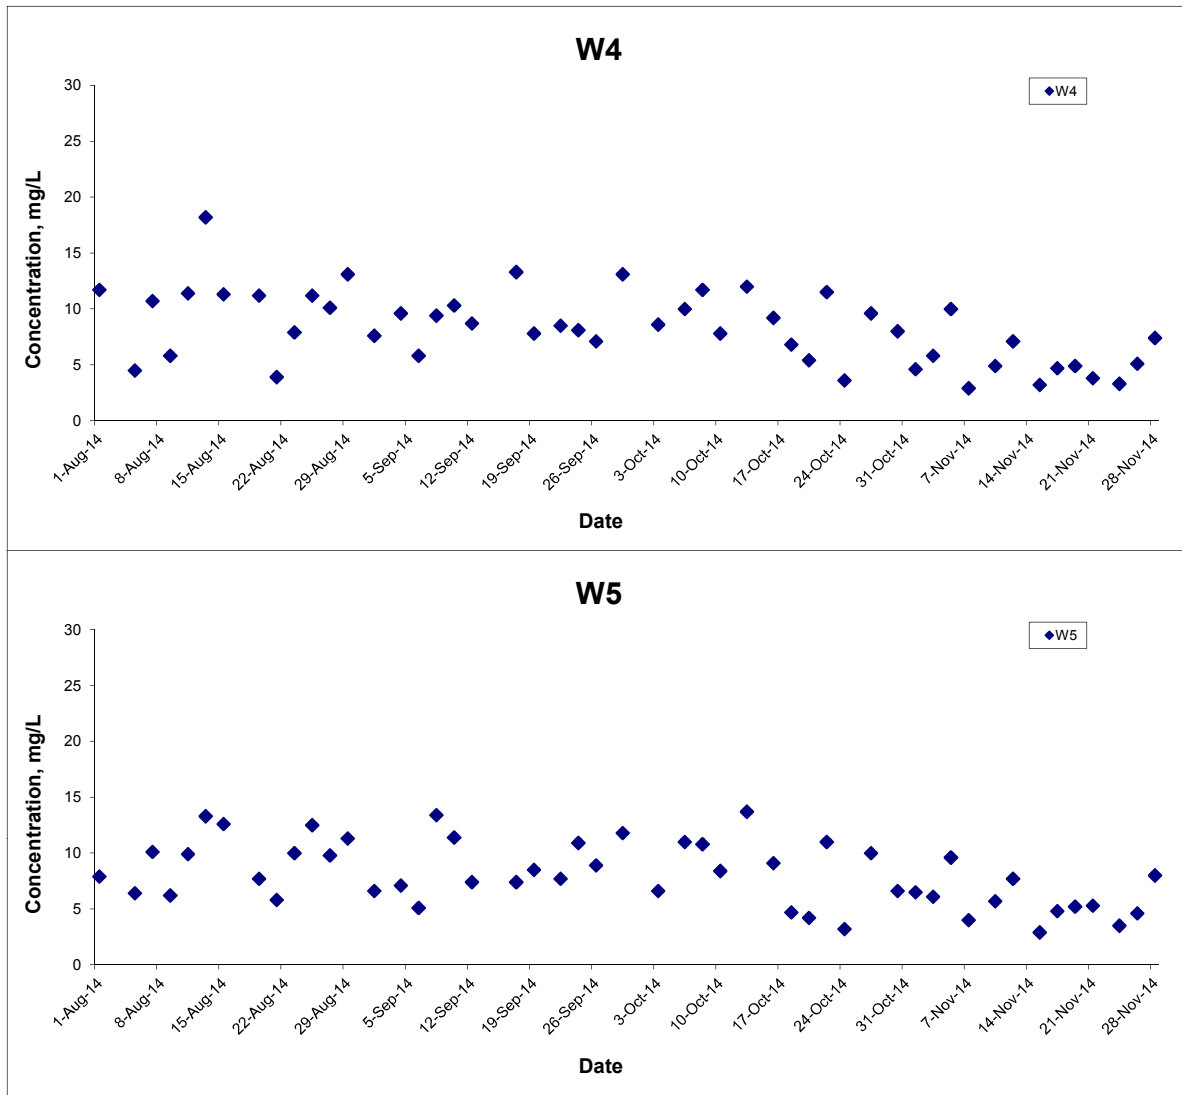 W4
30
25
20
15
10
5
0
Concentration, mg/L
W4
1-Aug-14
8-Aug-14
15-Aug-14
22-Aug-14
29-Aug-14
5-Sep-14
12-Sep-14
19-Sep-14
26-Sep-14
3-Oct-14
10-Oct-14
17-Oct-14
24-Oct-14
31-Oct-14
7-Nov-14
14-Nov-14
21-Nov-14
28-Nov-14
Date
W5
30
25
20
15
10
5
0
Concentration, mg/L
W5
1-Aug-14
8-Aug-14
15-Aug-14
22-Aug-14
29-Aug-14
5-Sep-14
12-Sep-14
19-Sep-14
26-Sep-14
3-Oct-14
10-Oct-14
17-Oct-14
24-Oct-14
31-Oct-14
7-Nov-14
14-Nov-14
21-Nov-14
28-Nov-14
Date